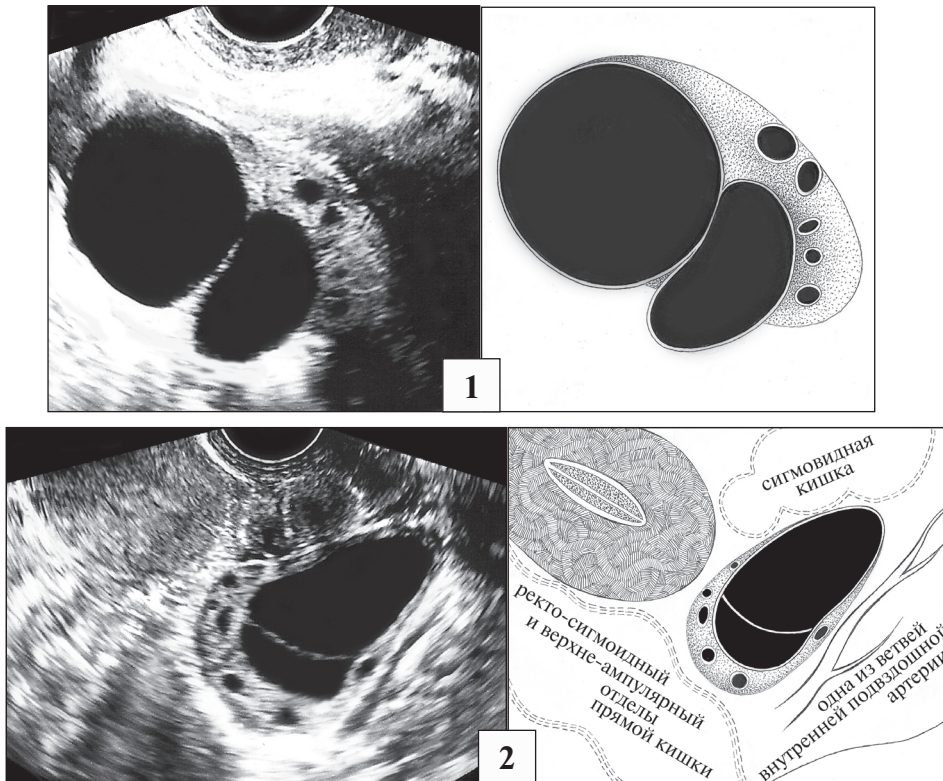 1
сигмовидная
кишка
ректо-сигмоидный
и верхне-ампулярный
отделы
прямой кишки
одна из ветвей
внутренней подвздошной
артерии
2